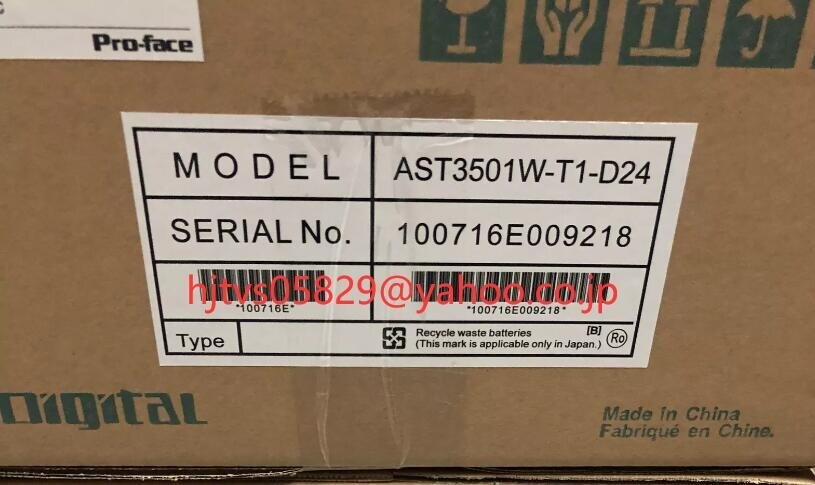 Pro-face
MODEL AST3501W-T1-D24
SERIAL No. 100716E009218
hjtvs05829@yahoo.co.jp
*100716E* *100716E009218*
Type Recycle waste batteries [B] R0
(This mark is applicable only in Japan.)
Digital
Made in China
Fabriqué en Chine.